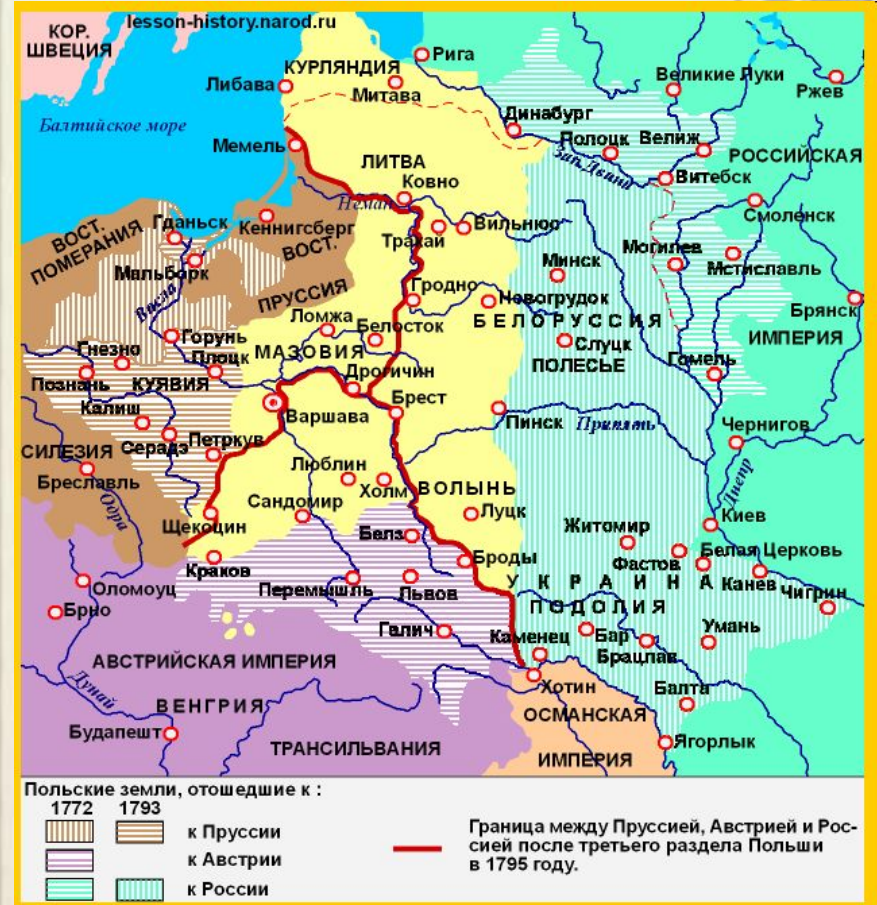 lesson-history.narod.ru
КОР.
ШВЕЦИЯ
Рига
КУРЛЯНДИЯ
Либава
Митава
Великие Луки
Ржев
Балтийское море
Динабург
Полоцк
Велиж
Мемель
Зап. Двина
РОССИЙСКАЯ
ЛИТВА
Витебск
Ковно
Неман
Смоленск
Гданьск
Кеннигсберг
Вильнюс
Тракай
ВОСТ.
ПОМЕРАНИЯ
ВОСТ.
ПРУССИЯ
Мальборк
Минск
Могилев
Мстиславль
Висла
Гродно
Новогрудок
Брянск
Ломжа
Белосток
БЕЛОРУССИЯ
ИМПЕРИЯ
Горунь
Гнезно
Плоцк
МАЗОВИЯ
Слуцк
ПОЛЕСЬЕ
Гомель
Познань
КУЯВИЯ
Дрогичин
Калиш
Варшава
Брест
Пинск
Припять
Чернигов
СИЛЕЗИЯ
Серадз
Петркув
Бреславль
Люблин
Холм
ВОЛЫНЬ
Днепр
Одра
Сандомир
Луцк
Щекоцин
Житомир
Киев
Белз
Краков
Броды
Фастов
Белая Церковь
Оломоуц
Перемышль
Львов
УКРАИНА
Канев
Чигрин
Брно
ПОДОЛИЯ
Галич
Каменец
Бар
Умань
Брацлав
АВСТРИЙСКАЯ ИМПЕРИЯ
Дунай
Хотин
Балта
ВЕНГРИЯ
ОСМАНСКАЯ
ИМПЕРИЯ
Будапешт
ТРАНСИЛЬВАНИЯ
Ягорлык
Польские земли, отошедшие к :
1772 1793
к Пруссии
к Австрии
к России
Граница между Пруссией, Австрией и Рос-
сией после третьего раздела Польши
в 1795 году.